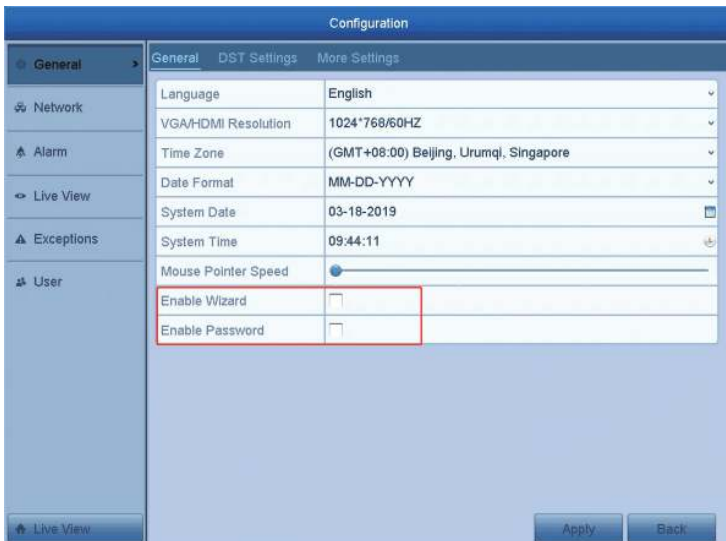 Configuration
General
Network
Alarm
Live View
Exceptions
User
Live View
General DST Settings More Settings
Language English
VGA/HDMI Resolution 1024*768/60HZ
Time Zone (GMT+08:00) Beijing, Urumqi, Singapore
Date Format MM-DD-YYYY
System Date 03-18-2019
System Time 09:44:11
Mouse Pointer Speed
Enable Wizard
Enable Password
Apply Back